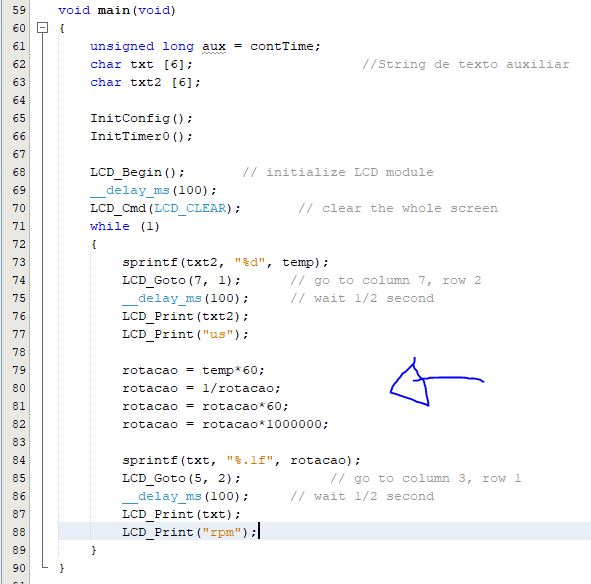 59 void main(void)
60 {
61 unsigned long aux = contTime;
62 char txt [6]; //String de texto auxiliar
63 char txt2 [6];
64
65 InitConfig();
66 InitTimer0();
67
68 LCD_Begin(); // initialize LCD module
69 __delay_ms(100);
70 LCD_Cmd(LCD_CLEAR); // clear the whole screen
71 while (1)
72 {
73 sprintf(txt2, "%d", temp);
74 LCD_Goto(7, 1); // go to column 7, row 2
75 __delay_ms(100); // wait 1/2 second
76 LCD_Print(txt2);
77 LCD_Print("us");
78
79 rotacao = temp*60;
80 rotacao = 1/rotacao;
81 rotacao = rotacao*60;
82 rotacao = rotacao*1000000;
83
84 sprintf(txt, "%.1f", rotacao);
85 LCD_Goto(5, 2); // go to column 3, row 1
86 __delay_ms(100); // wait 1/2 second
87 LCD_Print(txt);
88 LCD_Print("rpm");
89 }
90 }